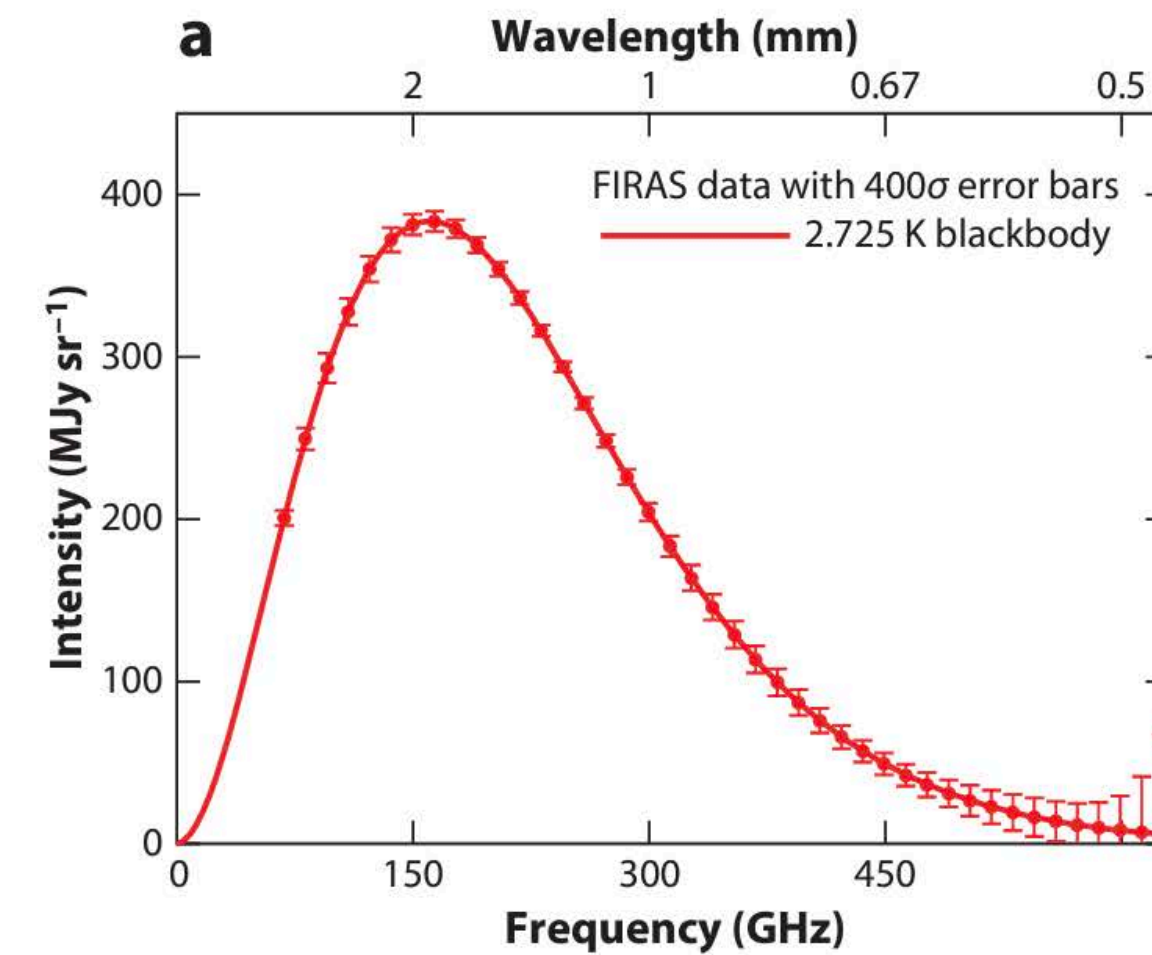 a
Wavelength (mm)
2 1 0.67 0.5
FIRAS data with 400σ error bars
2.725 K blackbody
Intensity (MJy sr⁻¹)
400
300
200
100
0
0 150 300 450
Frequency (GHz)